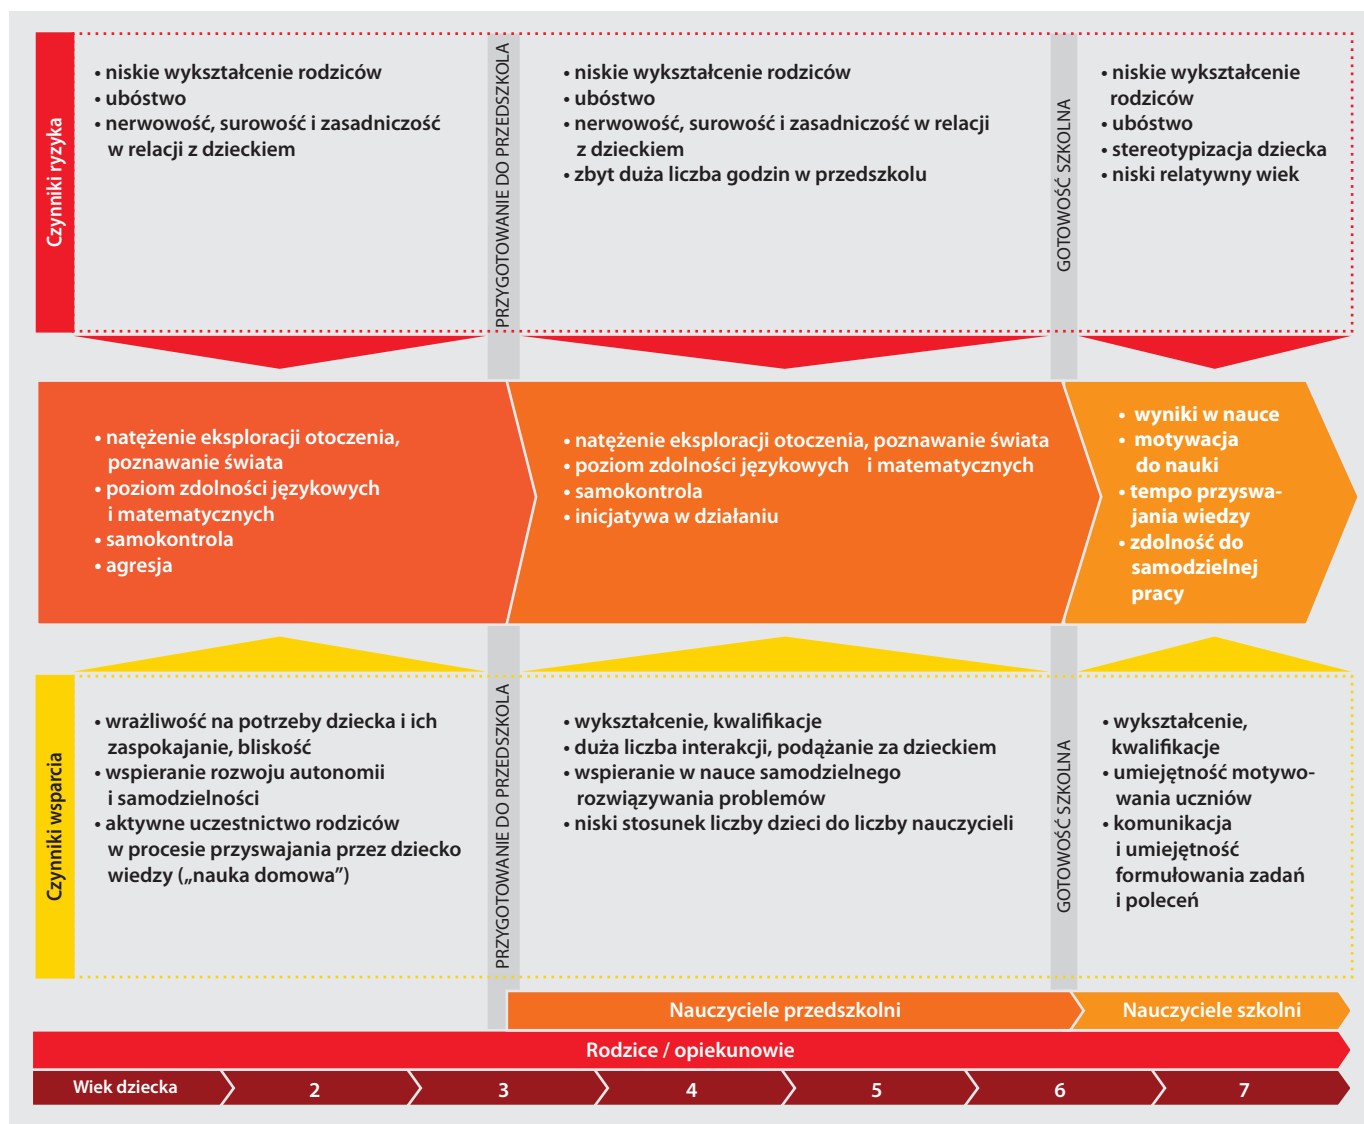 Czynniki ryzyka
• niskie wykształcenie rodziców
• ubóstwo
• nerwowość, surowość i zasadniczość
w relacji z dzieckiem
PRZYGOTOWANIE DO PRZEDSZKOLA
• niskie wykształcenie rodziców
• ubóstwo
• nerwowość, surowość i zasadniczość w relacji
z dzieckiem
• zbyt duża liczba godzin w przedszkolu
GOTOWOŚĆ SZKOLNA
• niskie wykształcenie
rodziców
• ubóstwo
• stereotypizacja dziecka
• niski relatywny wiek
• natężenie eksploracji otoczenia,
poznawanie świata
• poziom zdolności językowych
i matematycznych
• samokontrola
• agresja
• natężenie eksploracji otoczenia, poznawanie świata
• poziom zdolności językowych i matematycznych
• samokontrola
• inicjatywa w działaniu
• wyniki w nauce
• motywacja
do nauki
• tempo przyswa-
jania wiedzy
• zdolność do
samodzielnej
pracy
Czynniki wsparcia
• wrażliwość na potrzeby dziecka i ich
zaspokajanie, bliskość
• wspieranie rozwoju autonomii
i samodzielności
• aktywne uczestnictwo rodziców
w procesie przyswajania przez dziecko
wiedzy („nauka domowa”)
PRZYGOTOWANIE DO PRZEDSZKOLA
• wykształcenie, kwalifikacje
• duża liczba interakcji, podążanie za dzieckiem
• wspieranie w nauce samodzielnego
rozwiązywania problemów
• niski stosunek liczby dzieci do liczby nauczycieli
GOTOWOŚĆ SZKOLNA
• wykształcenie,
kwalifikacje
• umiejętność motywo-
wania uczniów
• komunikacja
i umiejętność
formułowania zadań
i poleceń
Nauczyciele przedszkolni
Nauczyciele szkolni
Rodzice / opiekunowie
Wiek dziecka 2 3 4 5 6 7